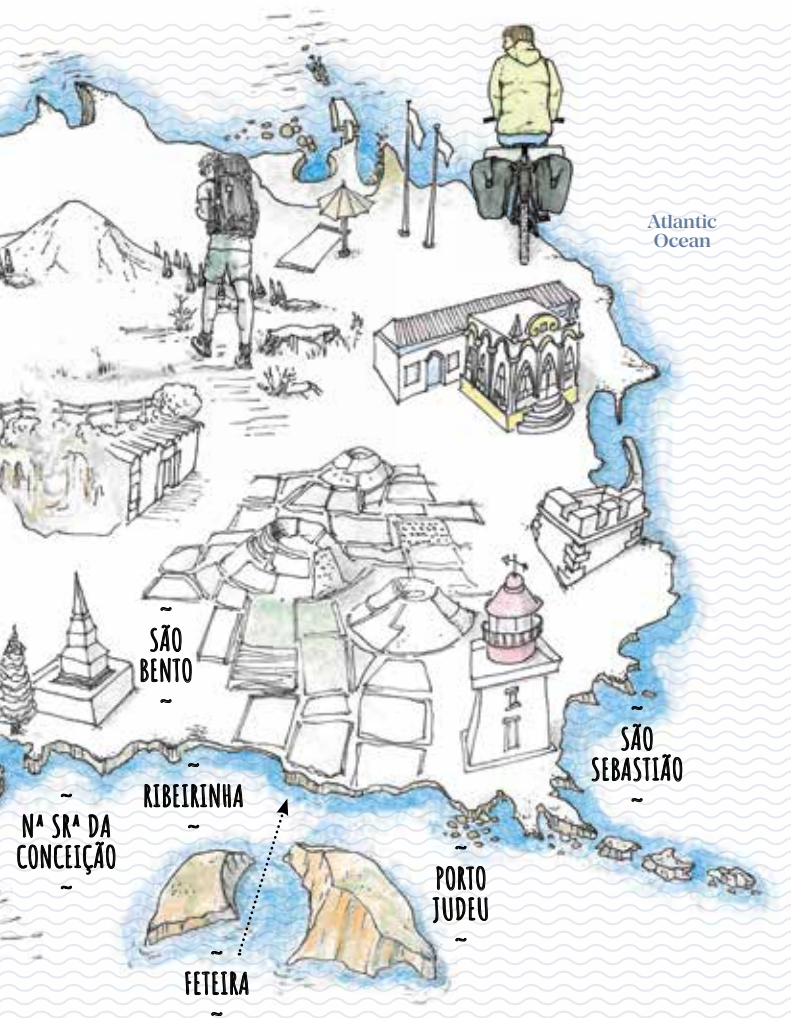 Atlantic
Ocean
~
SÃO
BENTO
~
~
SÃO
SEBASTIÃO
~
~
RIBEIRINHA
~
~
Nª SRª DA
CONCEIÇÃO
~
~
PORTO
JUDEU
~
~
FETEIRA
~